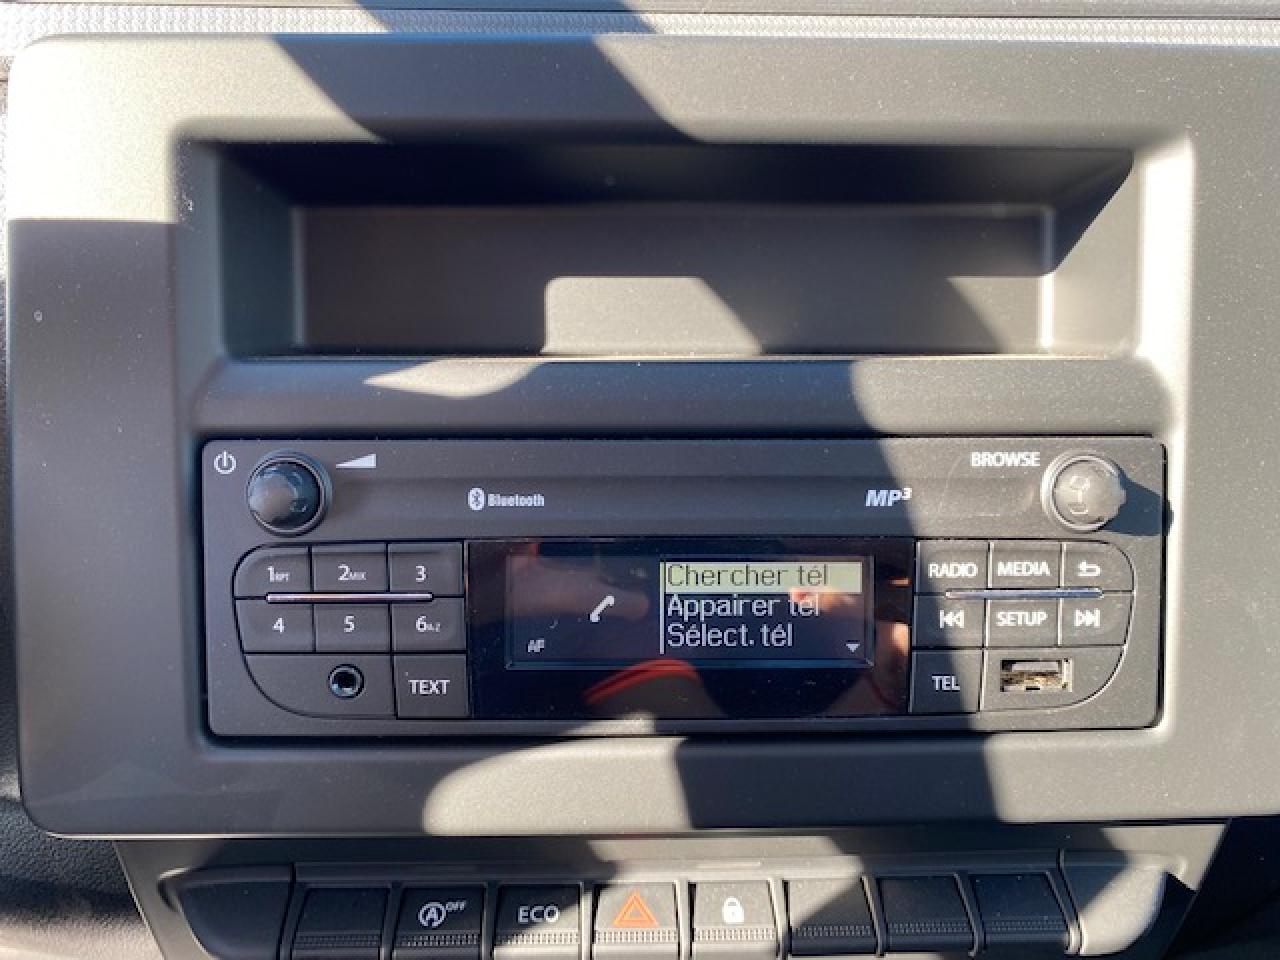 BROWSE
Bluetooth
MP3
1RPT 2MIX 3
4 5 6A-Z
TEXT
Chercher tél
Appairer tél
Sélect. tél
AF
RADIO MEDIA
SETUP
TEL
A OFF
ECO